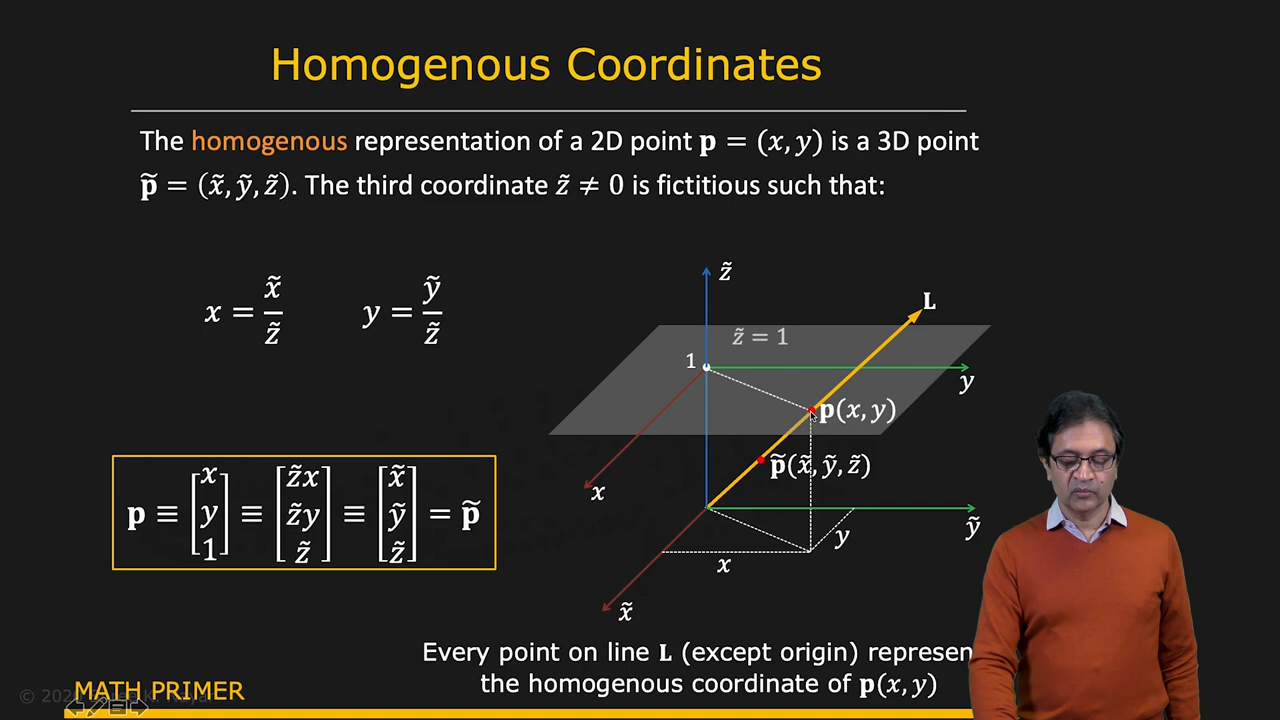 Homogenous Coordinates
The homogenous representation of a 2D point 𝐩 = (x, y) is a 3D point
𝐩̃ = (x̃, ỹ, z̃). The third coordinate z̃ ≠ 0 is fictitious such that:
x = x̃/z̃ y = ỹ/z̃
z̃
L
z̃ = 1
1
y
p(x, y)
p̃(x̃, ỹ, z̃)
x
p ≡ [x y 1] ≡ [z̃x z̃y z̃] ≡ [x̃ ỹ z̃] = p̃
ỹ
y
x
x̃
Every point on line L (except origin)
the homogenous coordinate of p(x, y)
MATH PRIMER